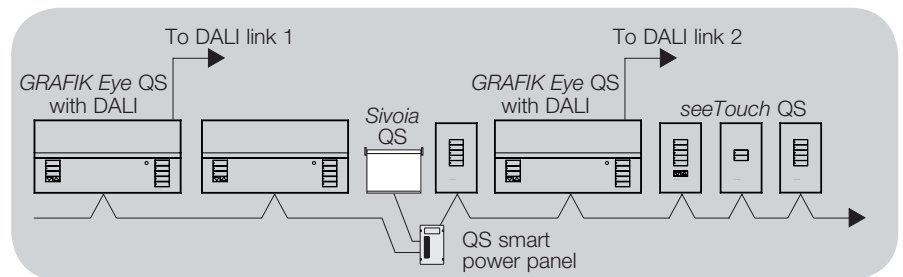 To DALI link 1
To DALI link 2
GRAFIK Eye QS
with DALI
Sivoia
QS
GRAFIK Eye QS
with DALI
seeTouch QS
QS smart
power panel